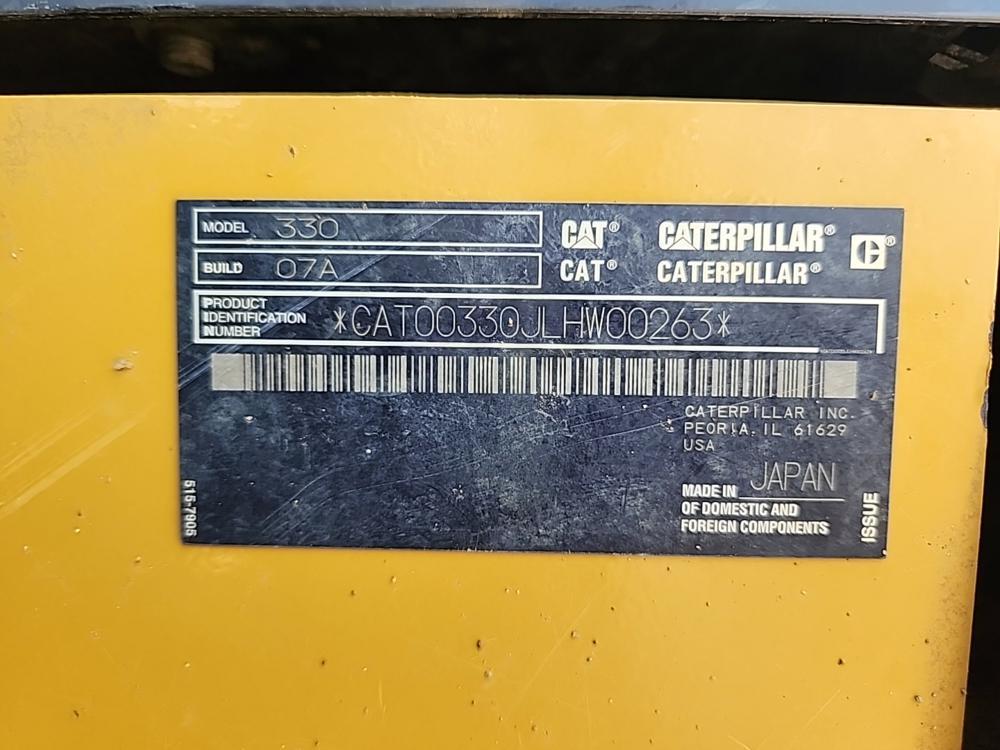 MODEL 330
BUILD 07A
CAT® CATERPILLAR®
CAT® CATERPILLAR®
PRODUCT
IDENTIFICATION
NUMBER
*CAT00330JLHW00263*
CATERPILLAR INC.
PEORIA, IL 61629
USA
MADE IN JAPAN
OF DOMESTIC AND
FOREIGN COMPONENTS
515-7905
ISSUE